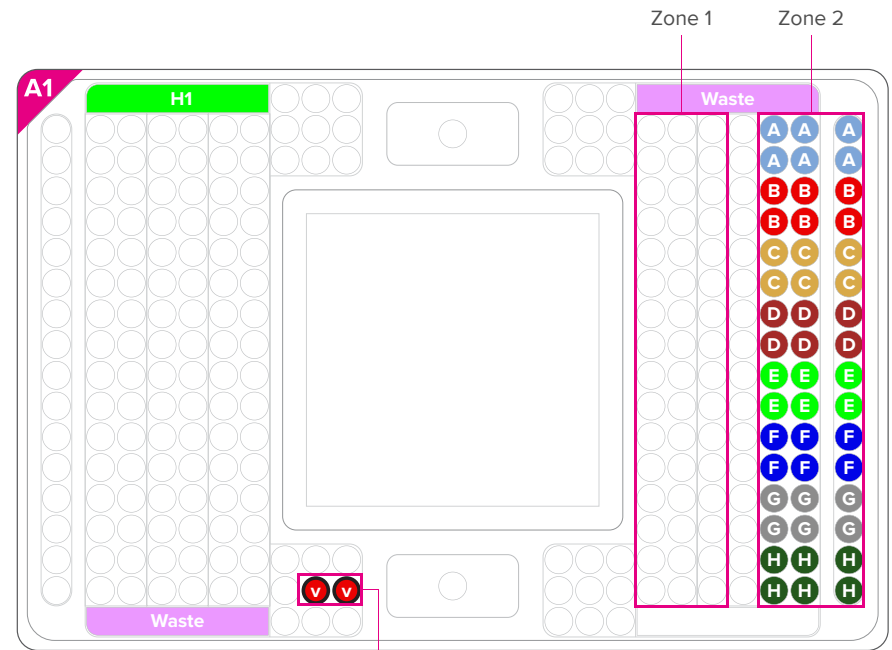 Zone 1 Zone 2
A1
H1
Waste
A A A
A A A
B B B
B B B
C C C
C C C
D D D
D D D
E E E
E E E
F F F
F F F
G G G
G G G
H H H
v v H H H
Waste